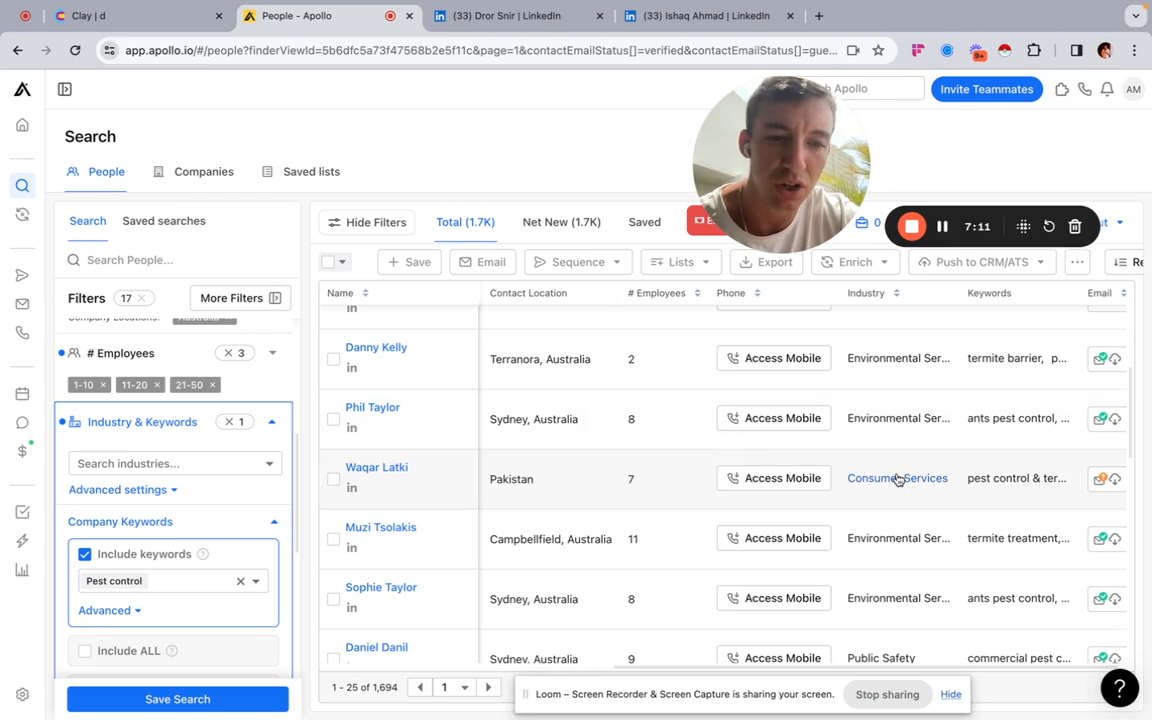 Clay | d
People - Apollo
(33) Dror Snir | LinkedIn
(33) Ishaq Ahmad | LinkedIn
app.apollo.io/#/people?finderViewId=5b6dfc5a73f47568b2e5f11c&page=1&contactEmailStatus[]=verified&contactEmailStatus[]=gue...
9+
Apollo
Invite Teammates
AM
Search
People
Companies
Saved lists
Search
Saved searches
Hide Filters
Total (1.7K)
Net New (1.7K)
Saved
0
7:11
Search People...
Save
Email
Sequence
Lists
Export
Enrich
Push to CRM/ATS
Re
Filters
17
More Filters
Name
Contact Location
# Employees
Phone
Industry
Keywords
Email
Company Locations:
Australia
# Employees
3
1-10
11-20
21-50
Danny Kelly
Terranora, Australia
2
Access Mobile
Environmental Ser...
termite barrier, p...
Phil Taylor
Sydney, Australia
8
Access Mobile
Environmental Ser...
ants pest control, ...
Industry & Keywords
1
Search industries...
Advanced settings
Waqar Latki
Pakistan
7
Access Mobile
Consumer Services
pest control & ter...
Company Keywords
Include keywords
Pest control
Advanced
Muzi Tsolakis
Campbellfield, Australia
11
Access Mobile
Environmental Ser...
termite treatment,...
Sophie Taylor
Sydney, Australia
8
Access Mobile
Environmental Ser...
ants pest control, ...
Include ALL
Daniel Danil
Sydney, Australia
9
Access Mobile
Public Safety
commercial pest c...
Save Search
1 - 25 of 1,694
1
Loom – Screen Recorder & Screen Capture is sharing your screen.
Stop sharing
Hide